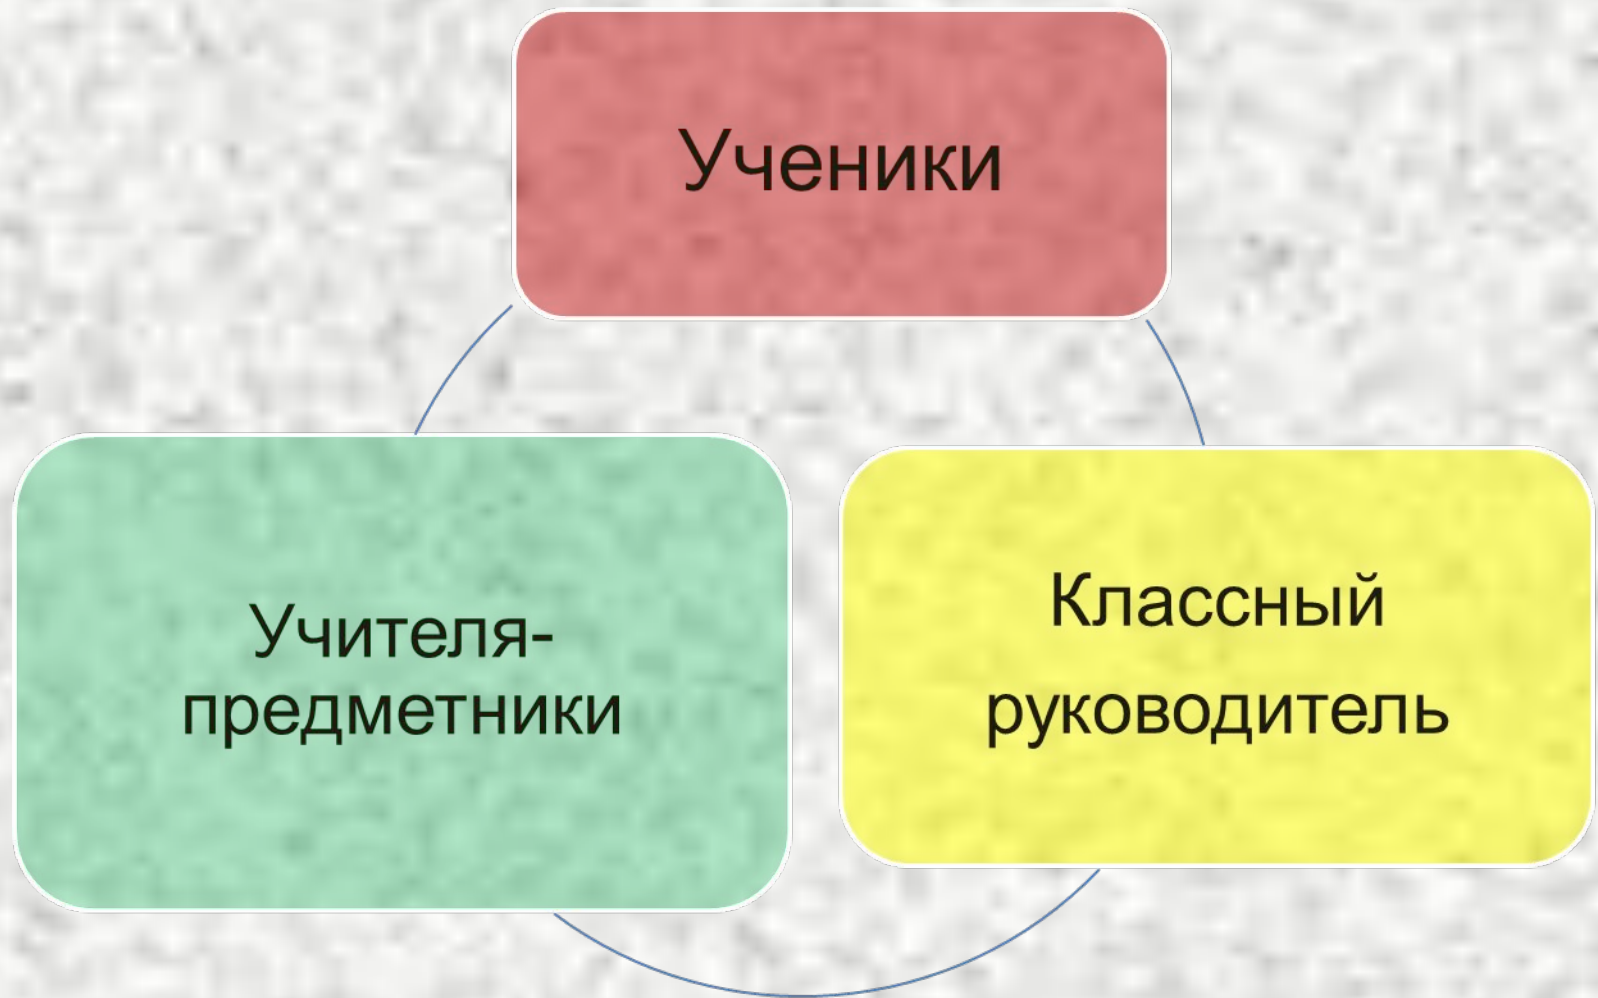 Ученики
Учителя-
предметники
Классный
руководитель